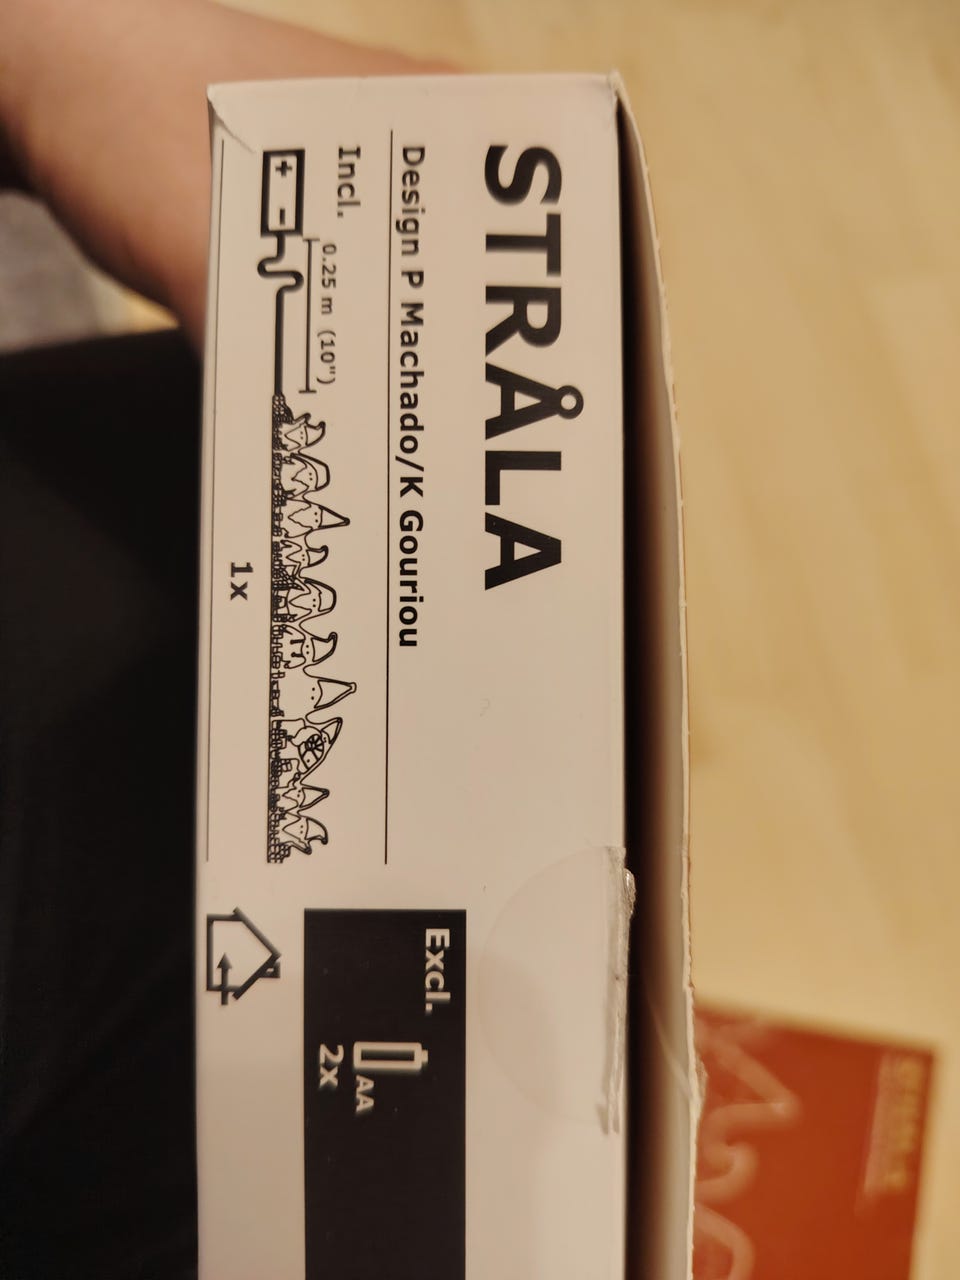 STRÅLA
Design P Machado/K Gouriou
Incl.
0.25 m (10")
+ -
1x
Excl.
AA
2x